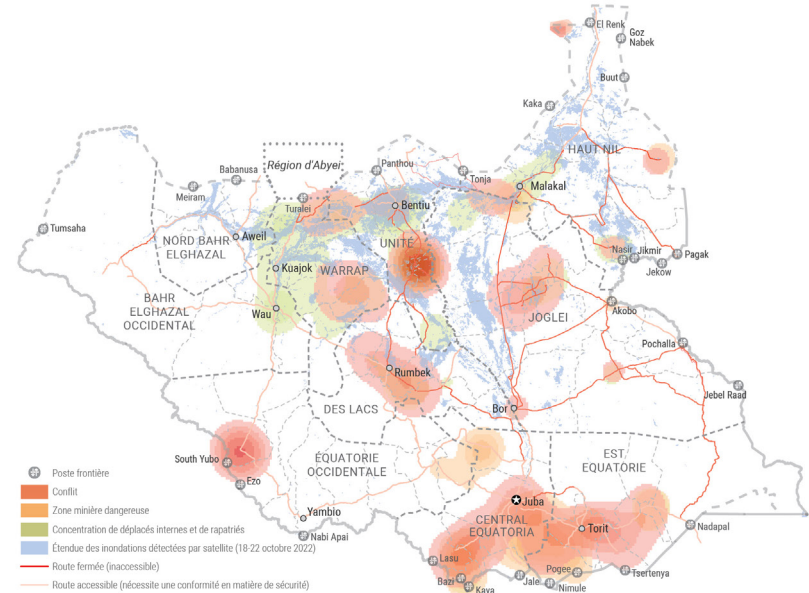 El Renk
Goz
Nabek
Buut
Kaka
HAUT NIL
Région d'Abyei
Panthou
Tonja
Babanusa
Meiram
Turalei
Malakal
Bentiu
Tumsaha
Aweil
NORD BAHR
ELGHAZAL
UNITÉ
Nasir
Jikmir
Pagak
Jekow
Kuajok
WARRAP
BAHR
ELGHAZAL
OCCIDENTAL
Wau
JOGLEI
Akobo
Pochalla
Rumbek
Jebel Raad
Bor
DES LACS
ÉQUATORIE
OCCIDENTALE
EST
EQUATORIE
South Yubo
Ezo
Yambio
Nabi Apai
Juba
CENTRAL
EQUATORIA
Torit
Nadapal
Lasu
Bazi
Kaya
Jale
Pogee
Nimule
Tsertenya
Poste frontière
Conflit
Zone minière dangereuse
Concentration de déplacés internes et de rapatriés
Étendue des inondations détectées par satellite (18-22 octobre 2022)
Route fermée (inaccessible)
Route accessible (nécessite une conformité en matière de sécurité)